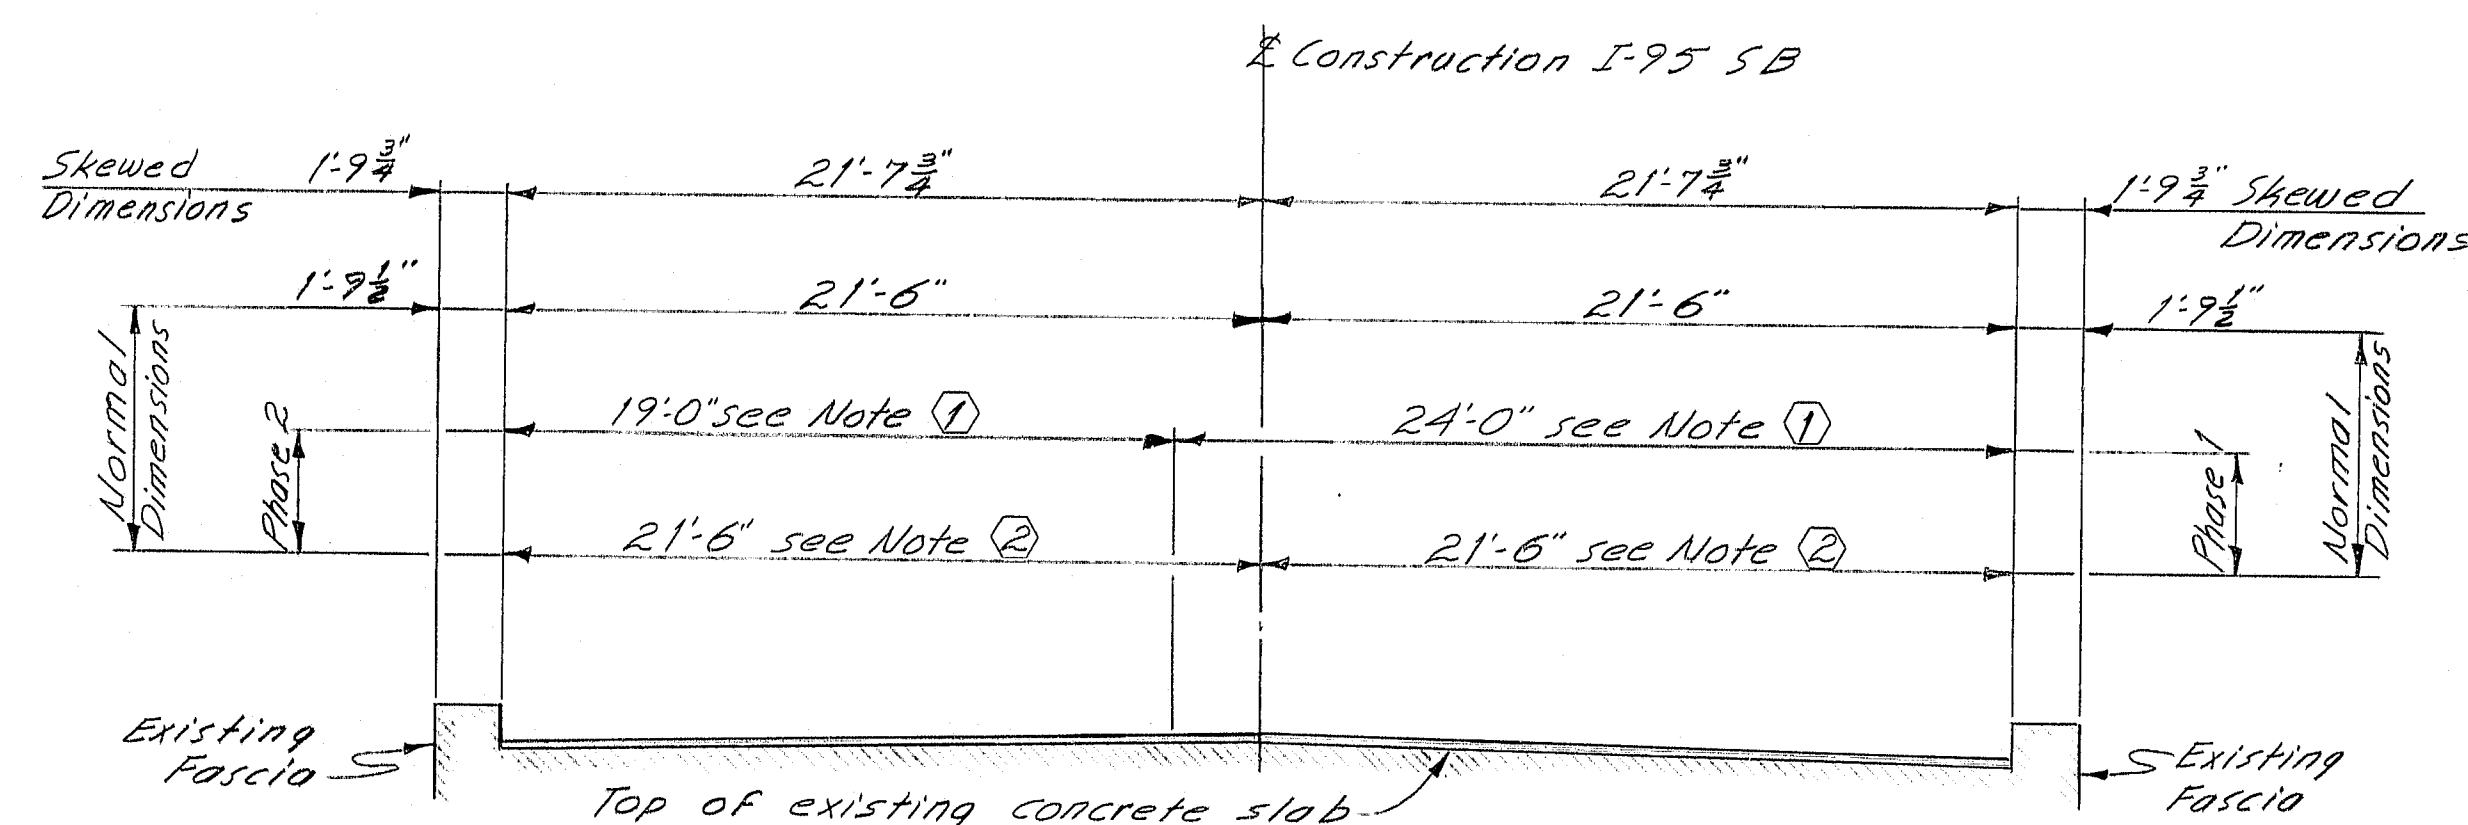 ℄ Construction I-95 SB
Skewed
Dimensions
1'-9 3/4"
21'-7 3/4"
21'-7 3/4"
1'-9 3/4"
Skewed
Dimensions
1'-9 1/2"
21'-6"
21'-6"
1'-9 1/2"
Normal
Dimensions
Phase 2
19'-0" see Note 1
24'-0" see Note 1
Phase 1
Normal
Dimensions
21'-6" see Note 2
21'-6" see Note 2
Existing
Fascia
Top of existing concrete slab
Existing
Fascia